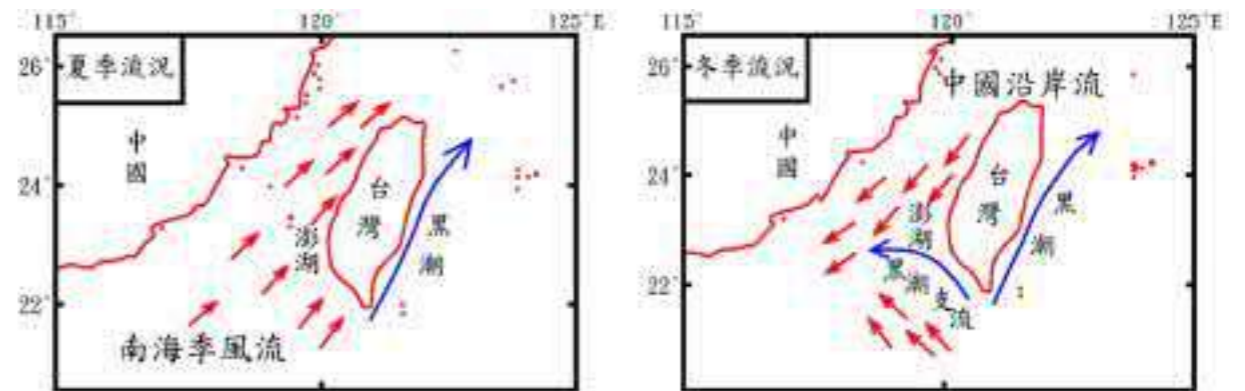 115° 120° 125°E
夏季流況
26°
中國
24°
台灣
澎湖
黑潮
22°
南海季風流
115° 120° 125°E
冬季流況
26°
中國沿岸流
中國
24°
台灣
澎湖
黑潮
22°
黑潮支流